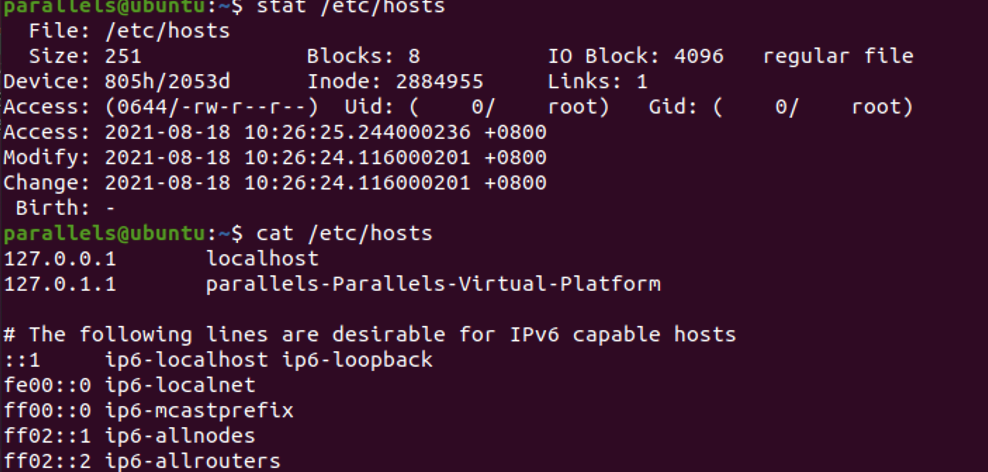 parallels@ubuntu:~$ stat /etc/hosts
  File: /etc/hosts
  Size: 251             Blocks: 8          IO Block: 4096   regular file
Device: 805h/2053d      Inode: 2884955     Links: 1
Access: (0644/-rw-r--r--)  Uid: (    0/    root)   Gid: (    0/    root)
Access: 2021-08-18 10:26:25.244000236 +0800
Modify: 2021-08-18 10:26:24.116000201 +0800
Change: 2021-08-18 10:26:24.116000201 +0800
 Birth: -
parallels@ubuntu:~$ cat /etc/hosts
127.0.0.1       localhost
127.0.1.1       parallels-Parallels-Virtual-Platform

# The following lines are desirable for IPv6 capable hosts
::1     ip6-localhost ip6-loopback
fe00::0 ip6-localnet
ff00::0 ip6-mcastprefix
ff02::1 ip6-allnodes
ff02::2 ip6-allrouters